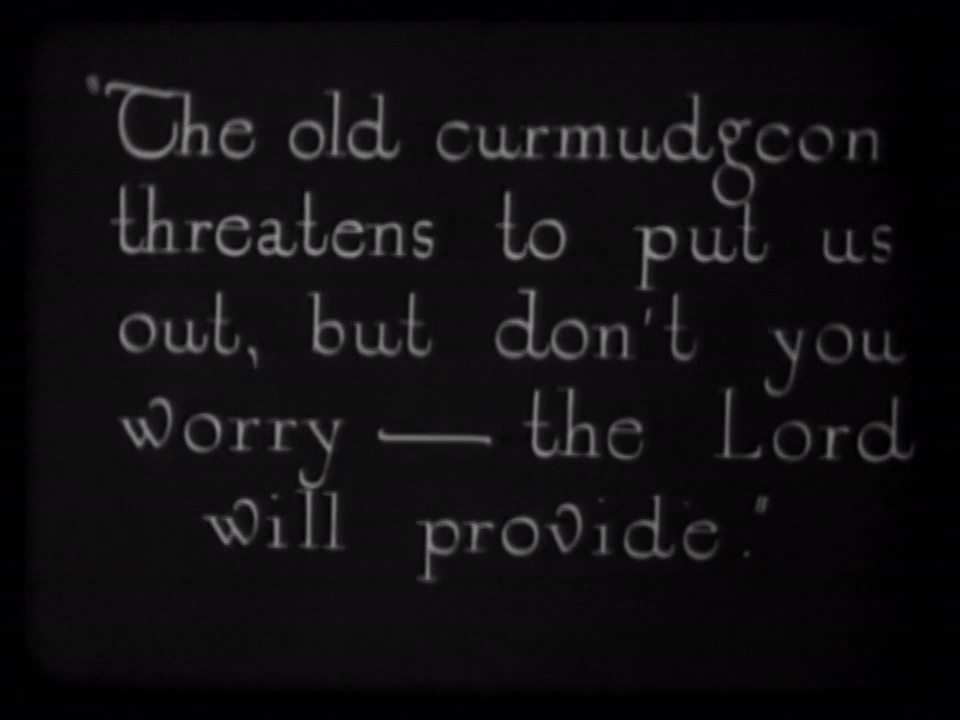 "The old curmudgeon
threatens to put us
out, but don't you
worry — the Lord
will provide."